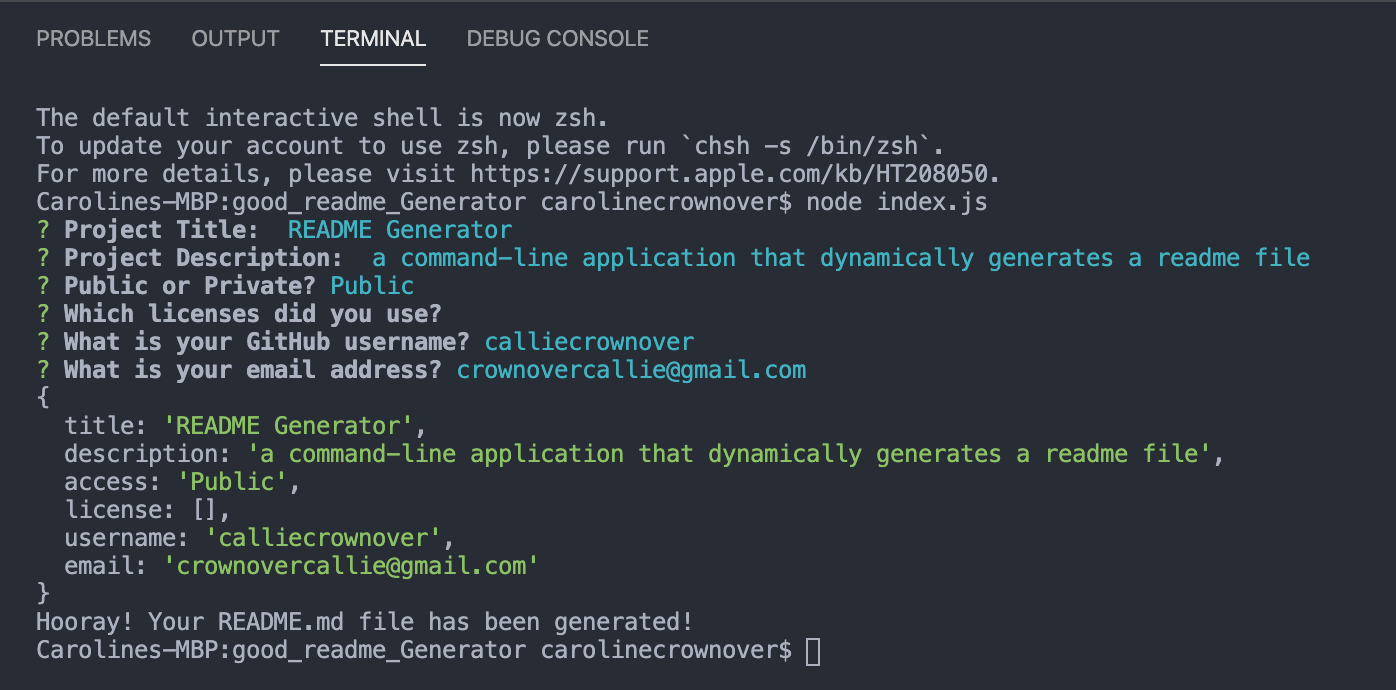 PROBLEMS OUTPUT TERMINAL DEBUG CONSOLE
The default interactive shell is now zsh.
To update your account to use zsh, please run `chsh -s /bin/zsh`.
For more details, please visit https://support.apple.com/kb/HT208050.
Carolines-MBP:good_readme_Generator carolinecrownover$ node index.js
? Project Title:  README Generator
? Project Description:  a command-line application that dynamically generates a readme file
? Public or Private? Public
? Which licenses did you use?
? What is your GitHub username? calliecrownover
? What is your email address? crownovercallie@gmail.com
{
  title: 'README Generator',
  description: 'a command-line application that dynamically generates a readme file',
  access: 'Public',
  license: [],
  username: 'calliecrownover',
  email: 'crownovercallie@gmail.com'
}
Hooray! Your README.md file has been generated!
Carolines-MBP:good_readme_Generator carolinecrownover$